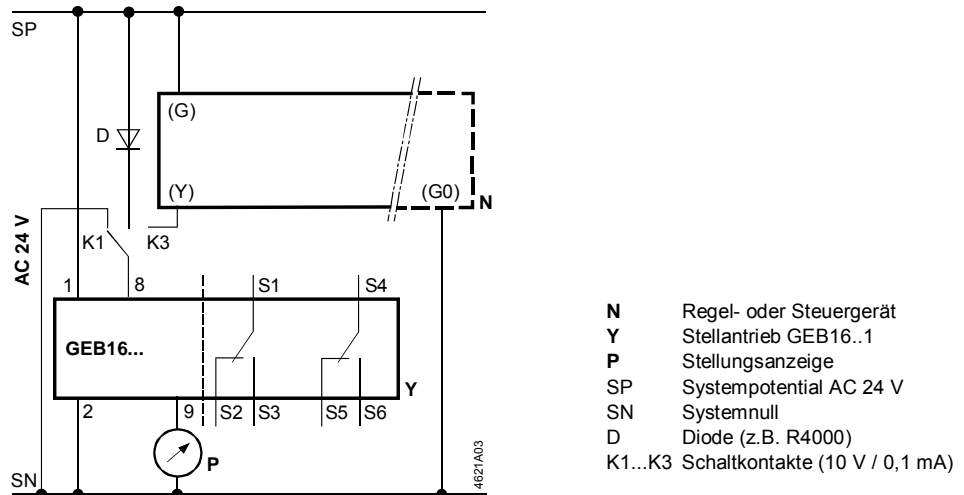 SP
(G)
D
(Y)
(G0)
N
AC 24 V
K1
K3
1
8
S1
S4
GEB16...
Y
2
9
S2
S3
S5
S6
P
4621A03
SN
N Regel- oder Steuergerät
Y Stellantrieb GEB16..1
P Stellungsanzeige
SP Systempotential AC 24 V
SN Systemnull
D Diode (z.B. R4000)
K1...K3 Schaltkontakte (10 V / 0,1 mA)